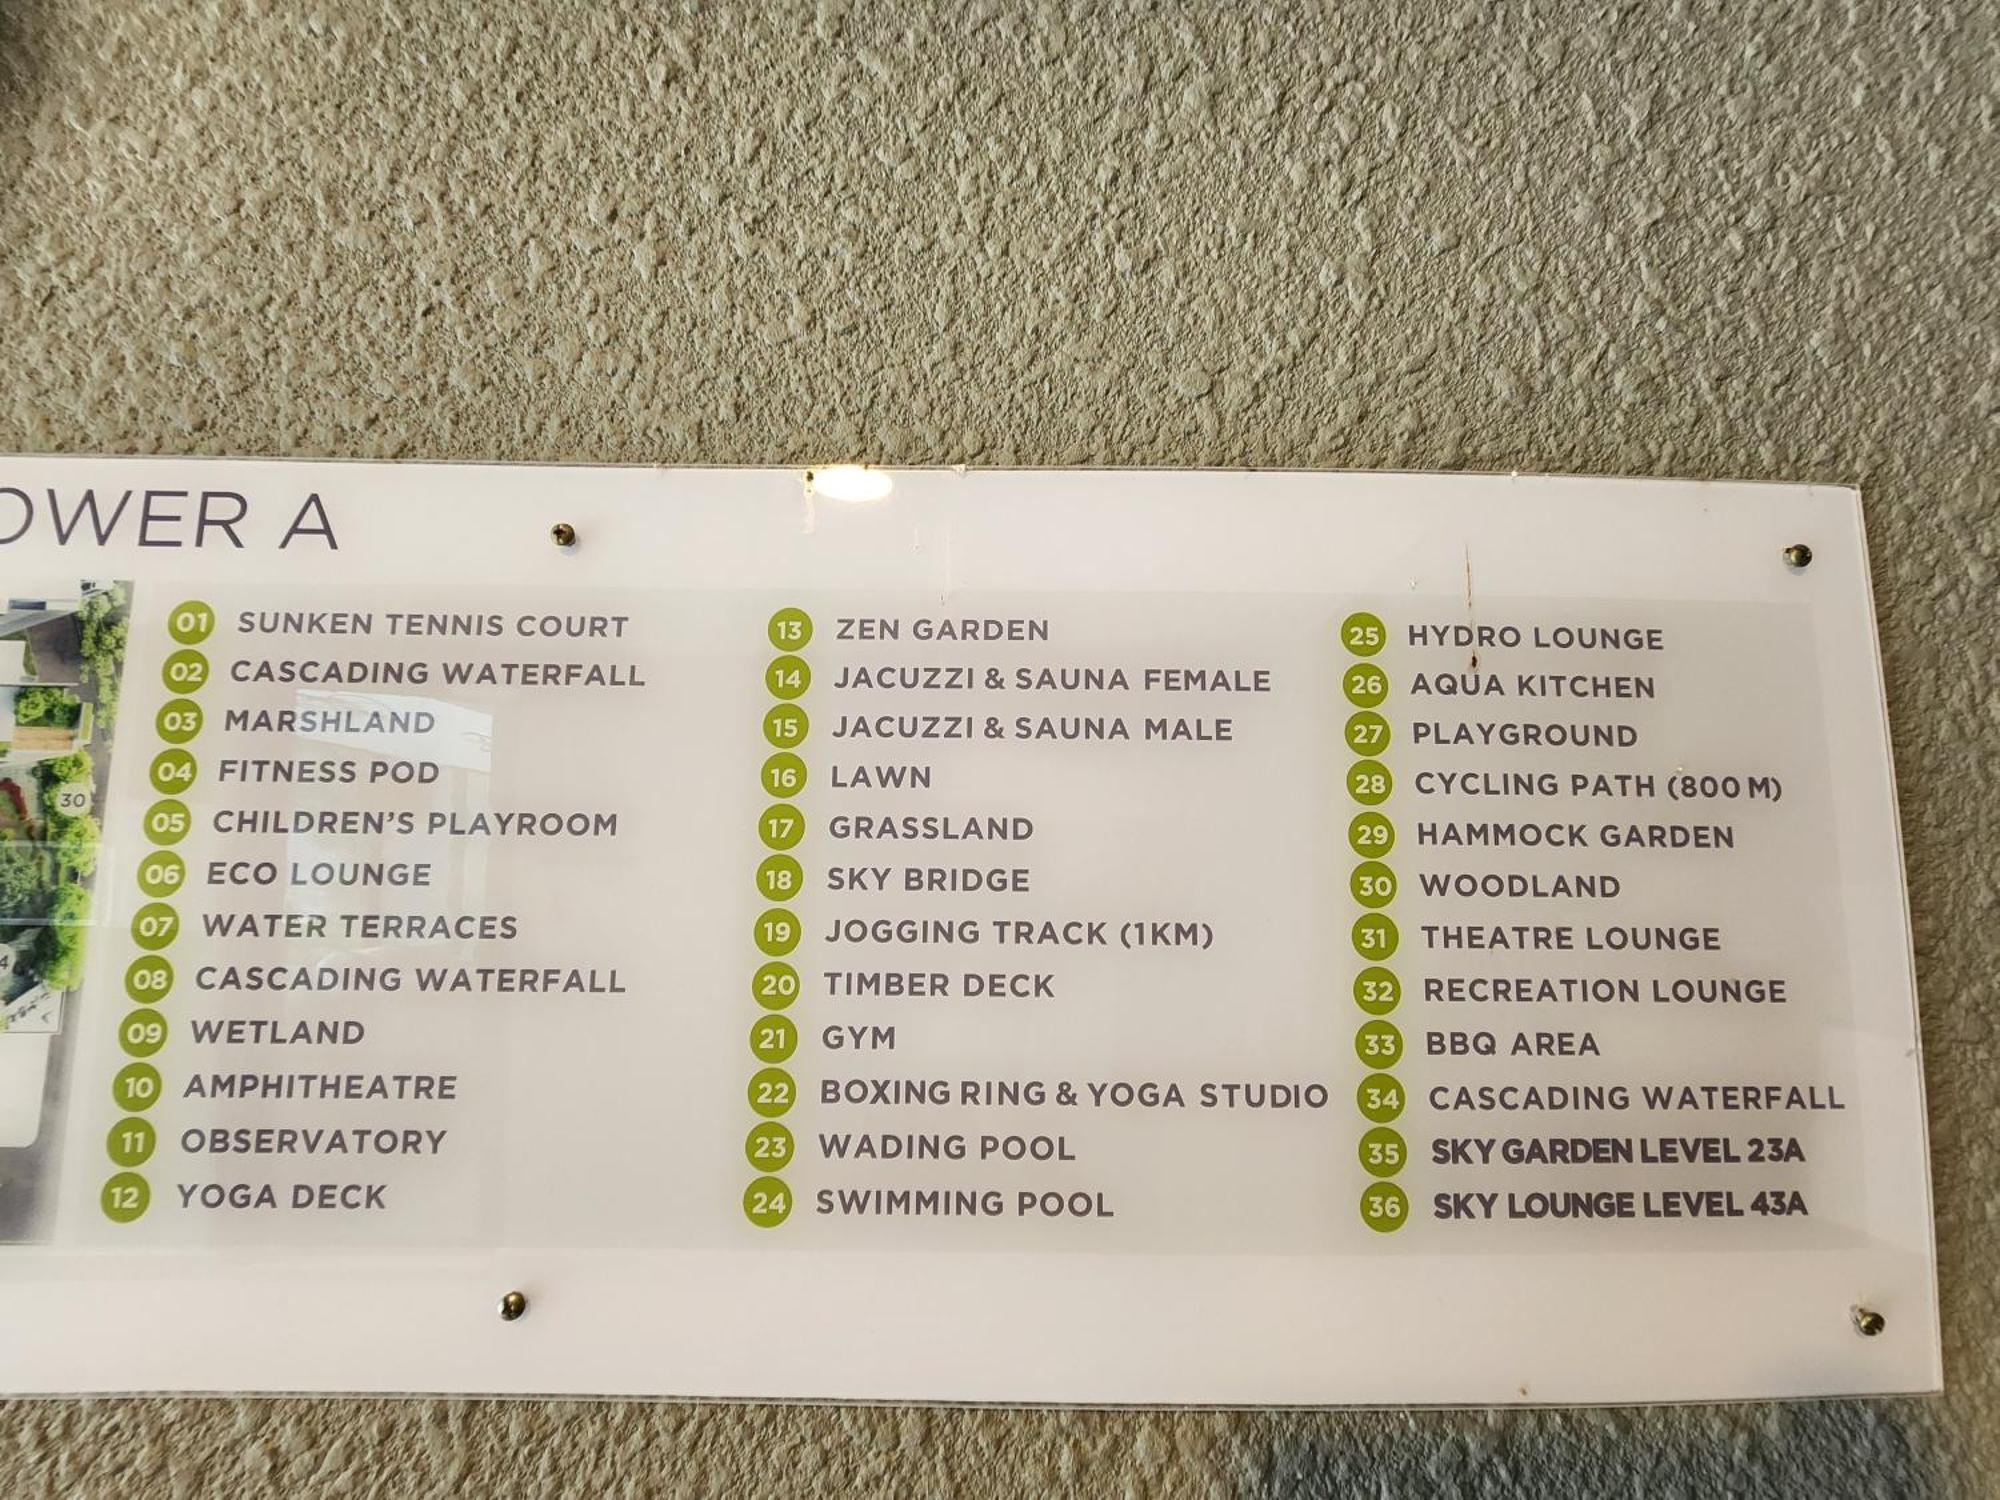 OWER A
01 SUNKEN TENNIS COURT
02 CASCADING WATERFALL
03 MARSHLAND
04 FITNESS POD
05 CHILDREN'S PLAYROOM
06 ECO LOUNGE
07 WATER TERRACES
08 CASCADING WATERFALL
09 WETLAND
10 AMPHITHEATRE
11 OBSERVATORY
12 YOGA DECK
13 ZEN GARDEN
14 JACUZZI & SAUNA FEMALE
15 JACUZZI & SAUNA MALE
16 LAWN
17 GRASSLAND
18 SKY BRIDGE
19 JOGGING TRACK (1KM)
20 TIMBER DECK
21 GYM
22 BOXING RING & YOGA STUDIO
23 WADING POOL
24 SWIMMING POOL
25 HYDRO LOUNGE
26 AQUA KITCHEN
27 PLAYGROUND
28 CYCLING PATH (800 M)
29 HAMMOCK GARDEN
30 WOODLAND
31 THEATRE LOUNGE
32 RECREATION LOUNGE
33 BBQ AREA
34 CASCADING WATERFALL
35 SKY GARDEN LEVEL 23A
36 SKY LOUNGE LEVEL 43A
30
4